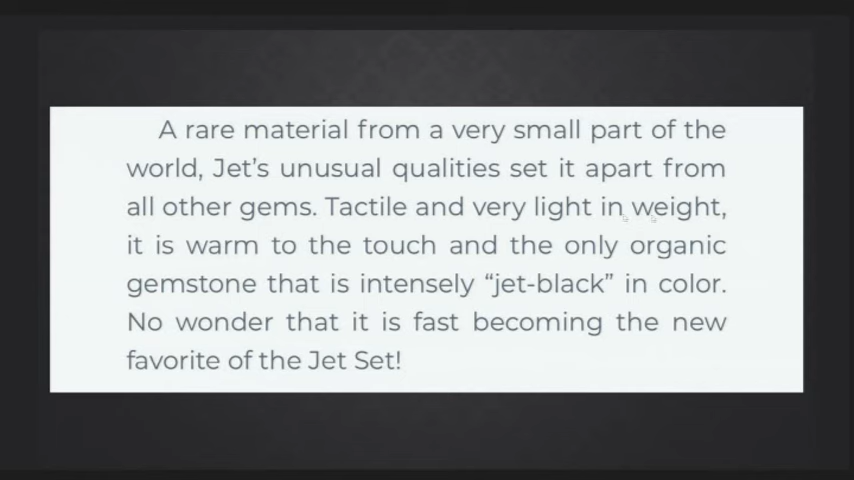 A rare material from a very small part of the
world, Jet’s unusual qualities set it apart from
all other gems. Tactile and very light in weight,
it is warm to the touch and the only organic
gemstone that is intensely “jet-black” in color.
No wonder that it is fast becoming the new
favorite of the Jet Set!